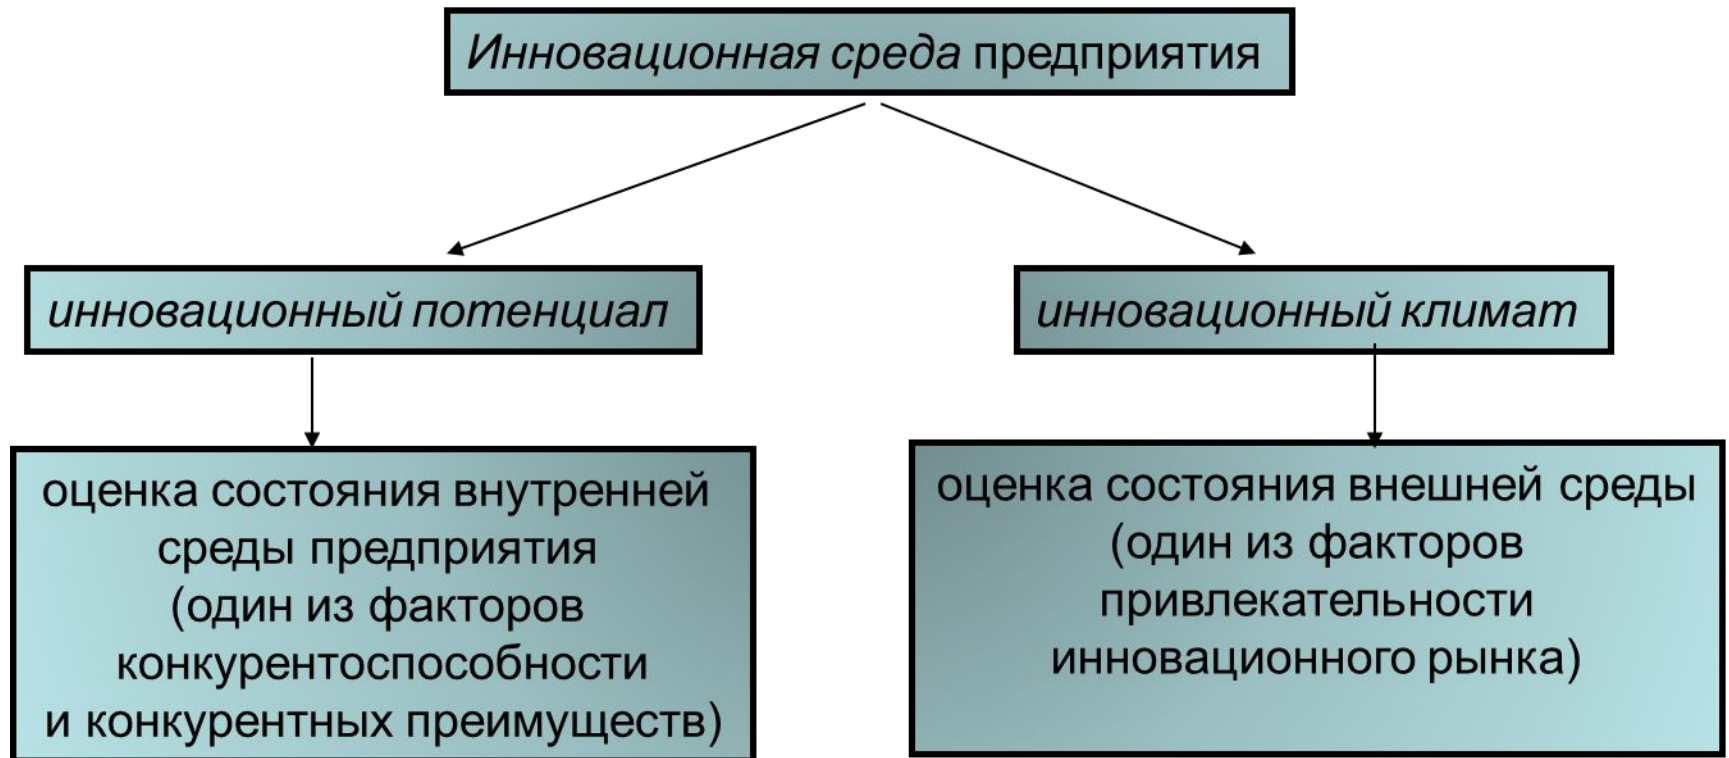 Инновационная среда предприятия
инновационный потенциал
инновационный климат
оценка состояния внутренней
среды предприятия
(один из факторов
конкурентоспособности
и конкурентных преимуществ)
оценка состояния внешней среды
(один из факторов
привлекательности
инновационного рынка)